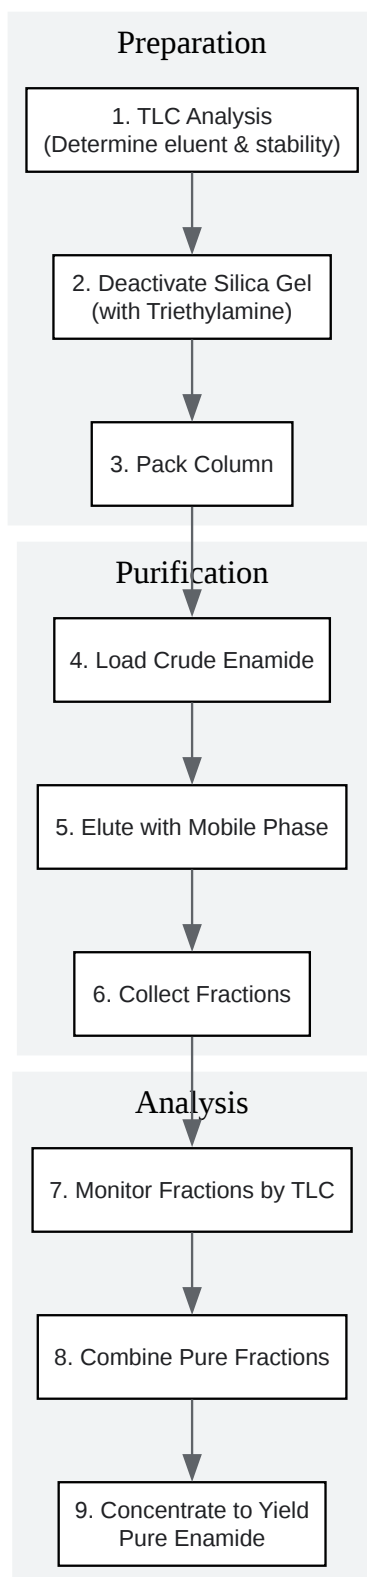 Preparation
1. TLC Analysis
(Determine eluent & stability)
2. Deactivate Silica Gel
(with Triethylamine)
3. Pack Column
Purification
4. Load Crude Enamide
5. Elute with Mobile Phase
6. Collect Fractions
Analysis
7. Monitor Fractions by TLC
8. Combine Pure Fractions
9. Concentrate to Yield
Pure Enamide